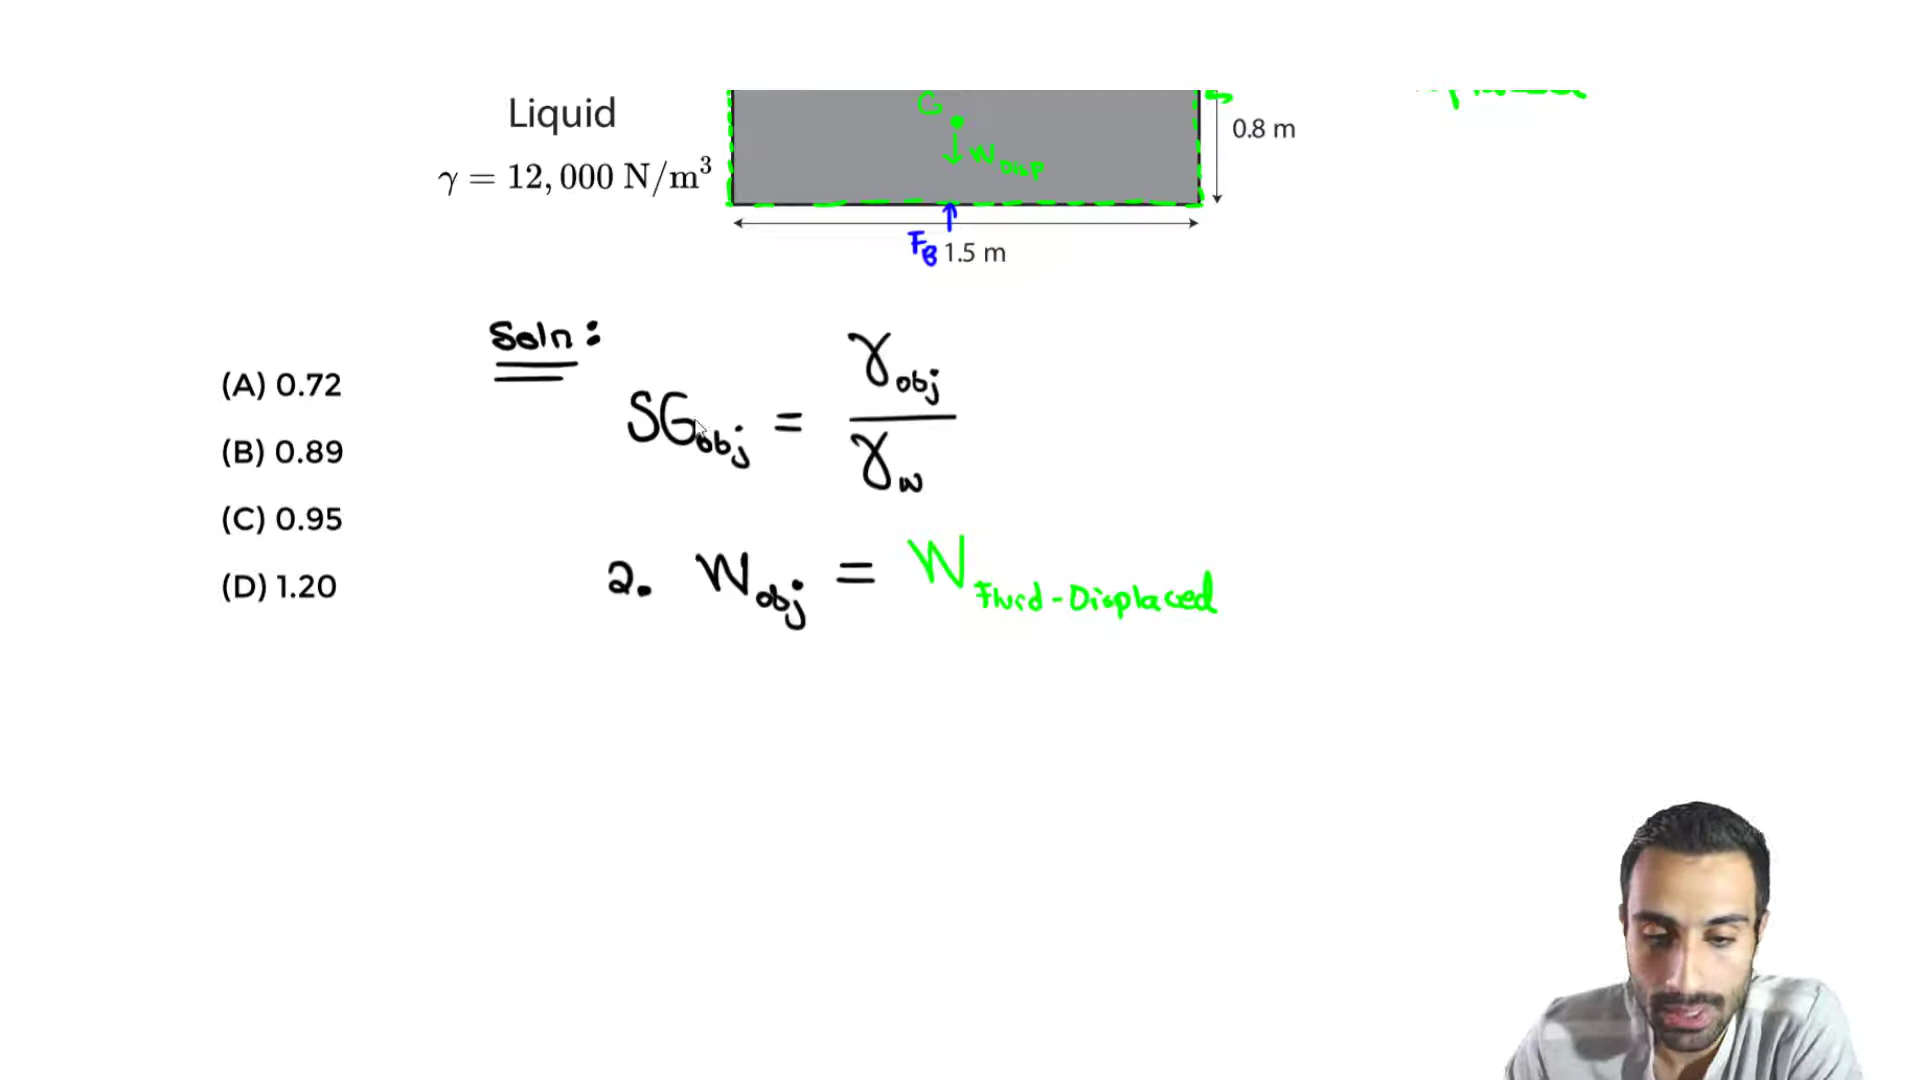 Liquid
γ = 12,000 N/m³
G
W Disp
0.8 m
F_B 1.5 m
Soln:
SG_obj = γ_obj / γ_w
2. W_obj = W_Fluid-Displaced
(A) 0.72
(B) 0.89
(C) 0.95
(D) 1.20